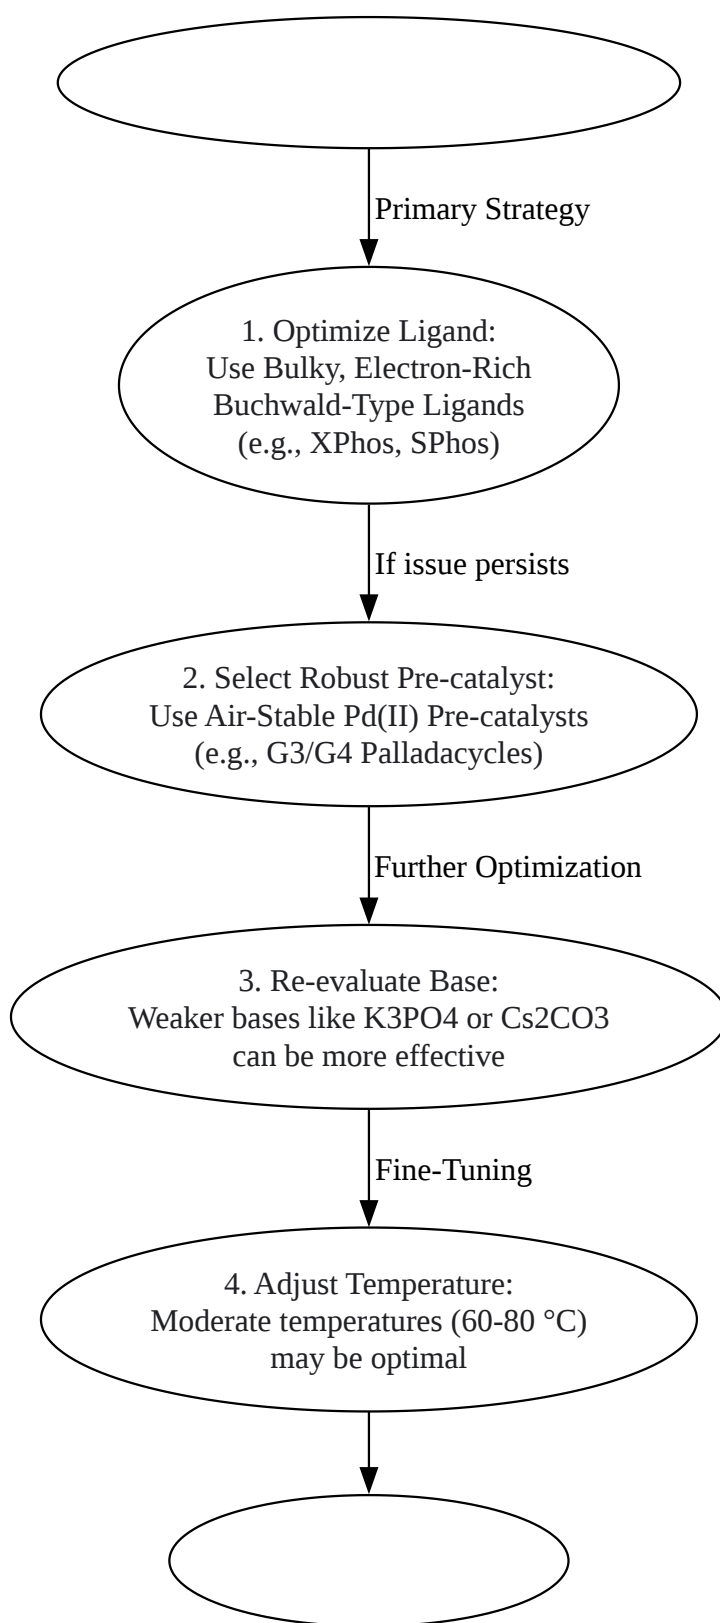 Primary Strategy
1. Optimize Ligand:
Use Bulky, Electron-Rich
Buchwald-Type Ligands
(e.g., XPhos, SPhos)
If issue persists
2. Select Robust Pre-catalyst:
Use Air-Stable Pd(II) Pre-catalysts
(e.g., G3/G4 Palladacycles)
Further Optimization
3. Re-evaluate Base:
Weaker bases like K3PO4 or Cs2CO3
can be more effective
Fine-Tuning
4. Adjust Temperature:
Moderate temperatures (60-80 °C)
may be optimal